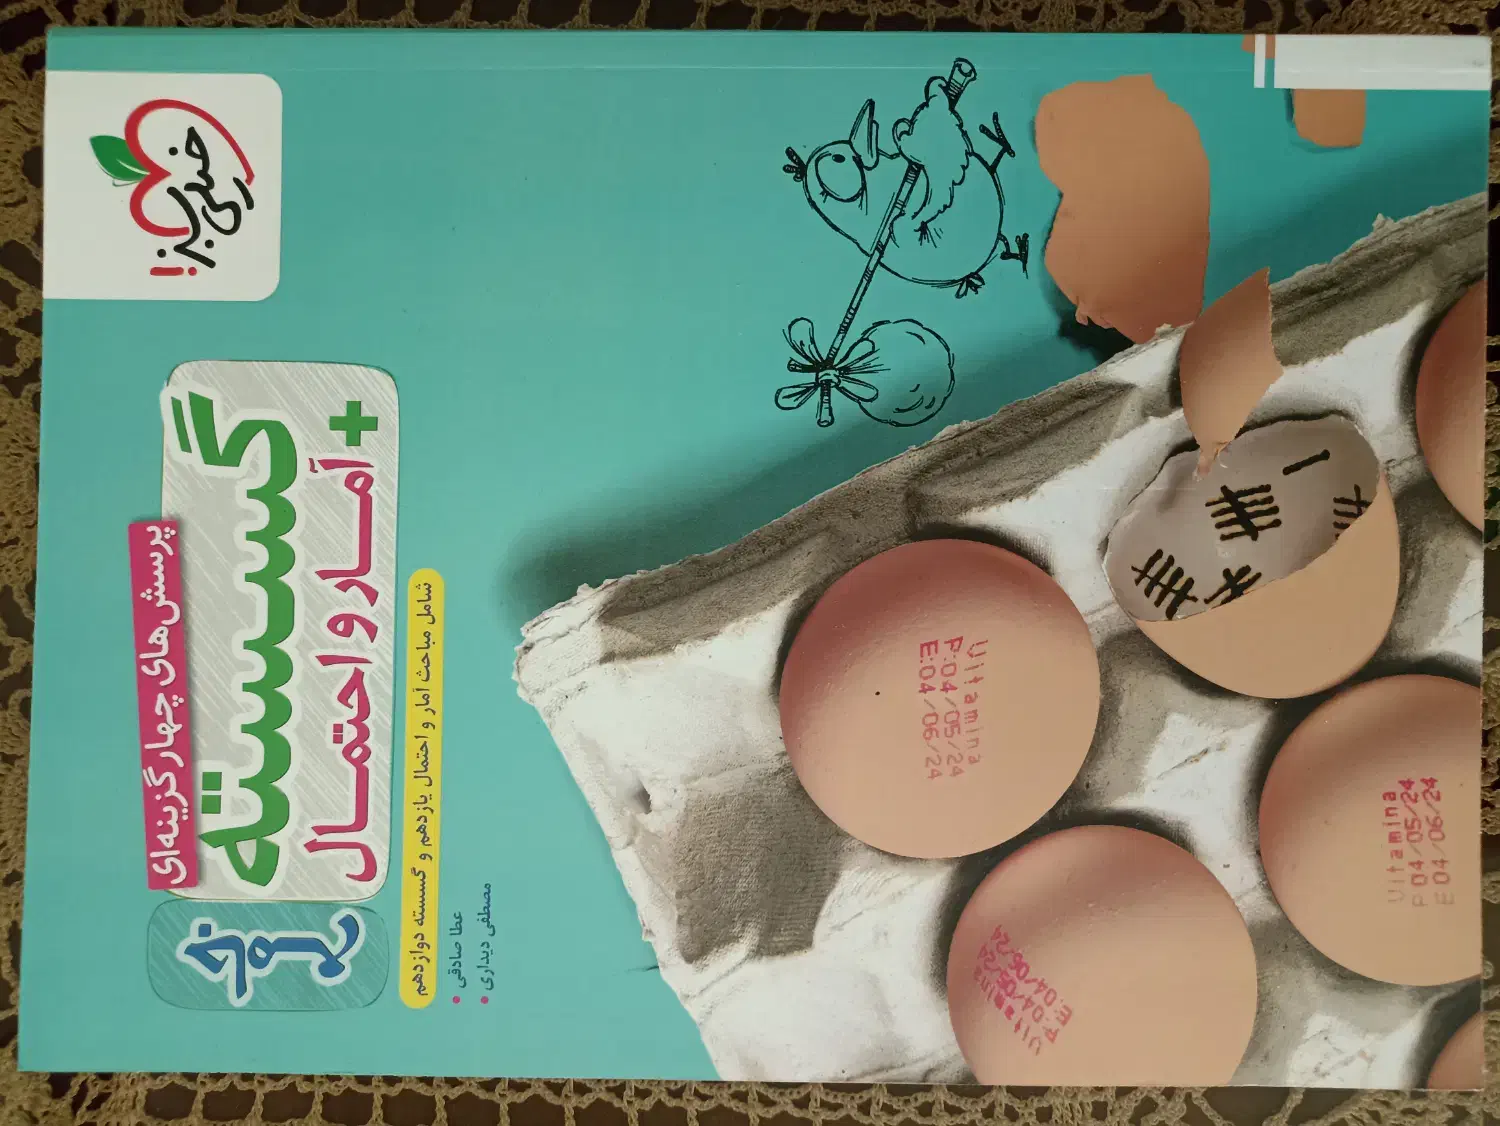 خیلی سبز!
پرسش‌های چهارگزینه‌ای
گسسته
+ آمار و احتمال
شامل مباحث آمار و احتمال یازدهم و گسسته دوازدهم
• عطا صادقی
• مصطفی دیداری
Vitamina
P:04/05/24
E:04/06/24
Vitamina
P:04/05/24
E:04/06/24
Vitamina
P 04/05/24
E 04/06/24